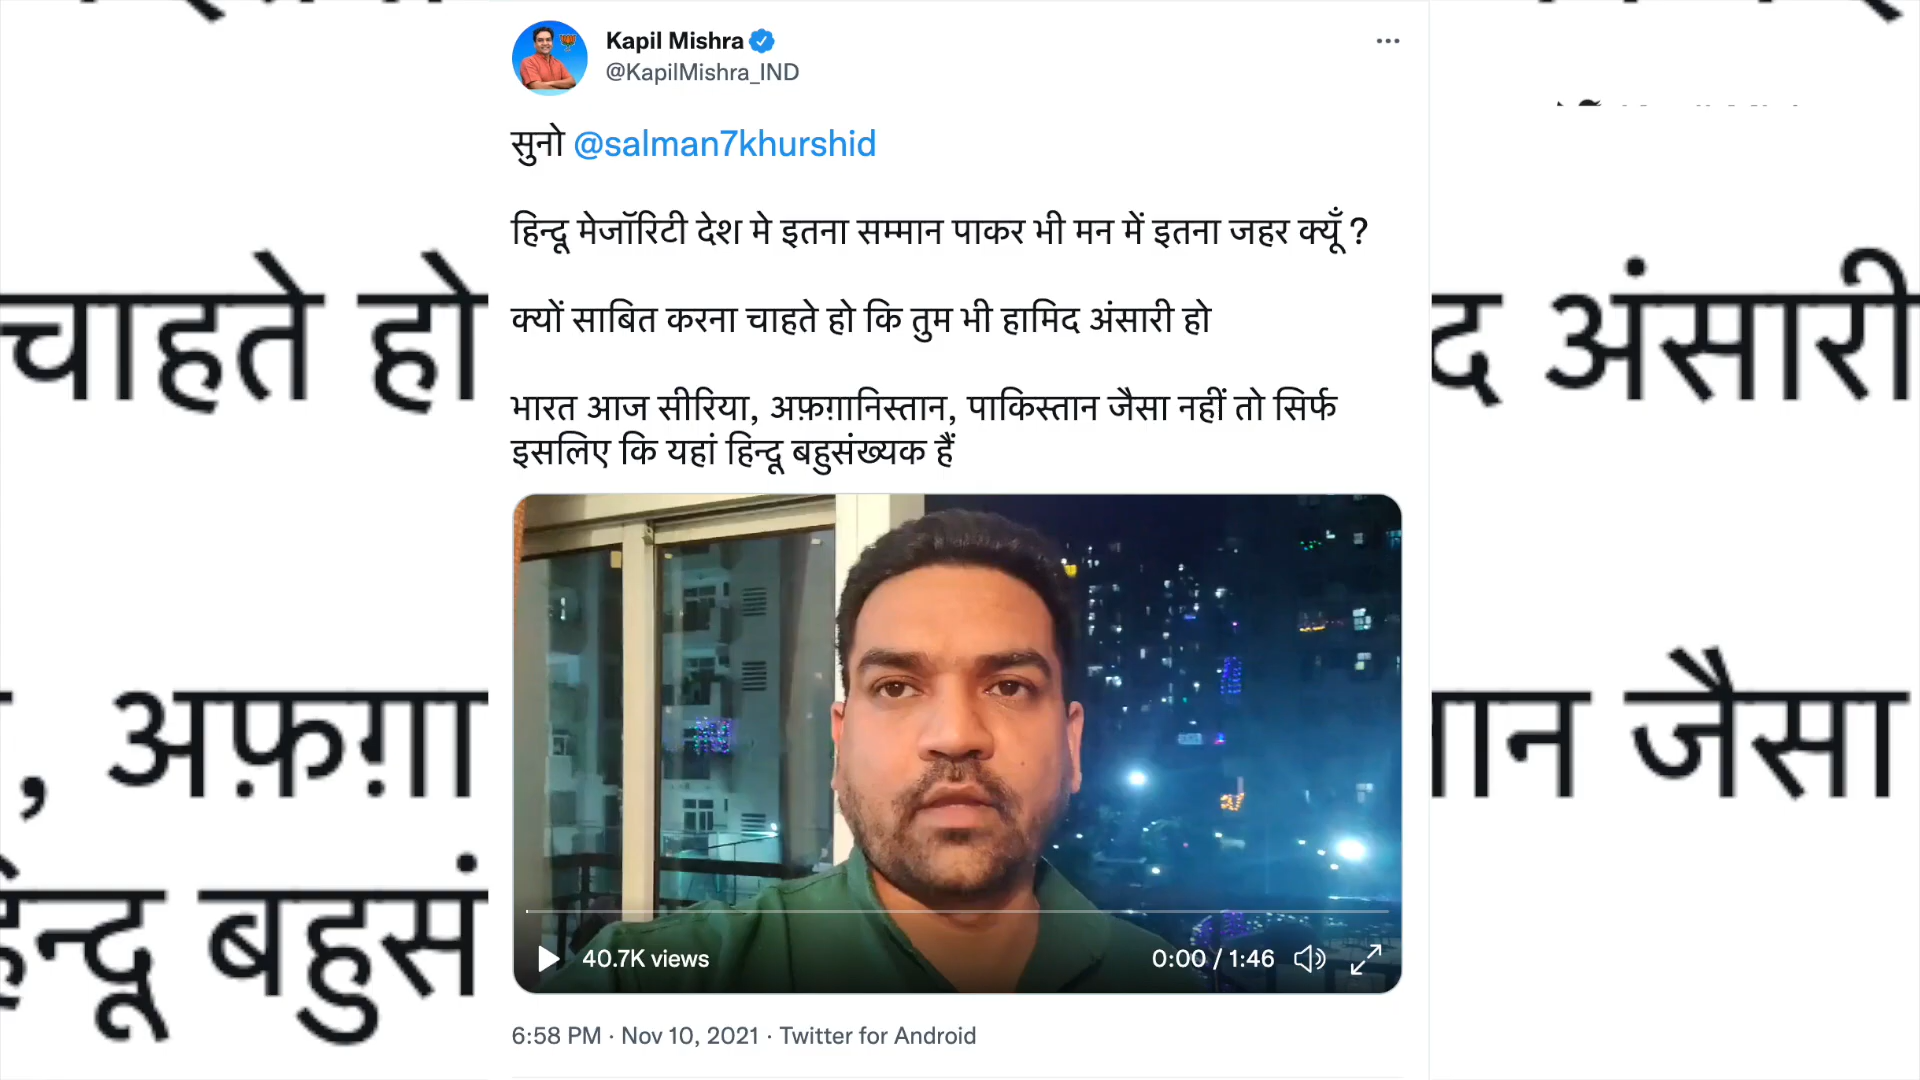 Kapil Mishra
@KapilMishra_IND
सुनो @salman7khurshid
हिन्दू मेजॉरिटी देश मे इतना सम्मान पाकर भी मन में इतना जहर क्यूँ ?
क्यों साबित करना चाहते हो कि तुम भी हामिद अंसारी हो
भारत आज सीरिया, अफ़ग़ानिस्तान, पाकिस्तान जैसा नहीं तो सिर्फ
इसलिए कि यहां हिन्दू बहुसंख्यक हैं
40.7K views
0:00 / 1:46
6:58 PM · Nov 10, 2021 · Twitter for Android
चाहते हो
द अंसारी
, अफ़ग़ा
ान जैसा
हिन्दू बहुसं